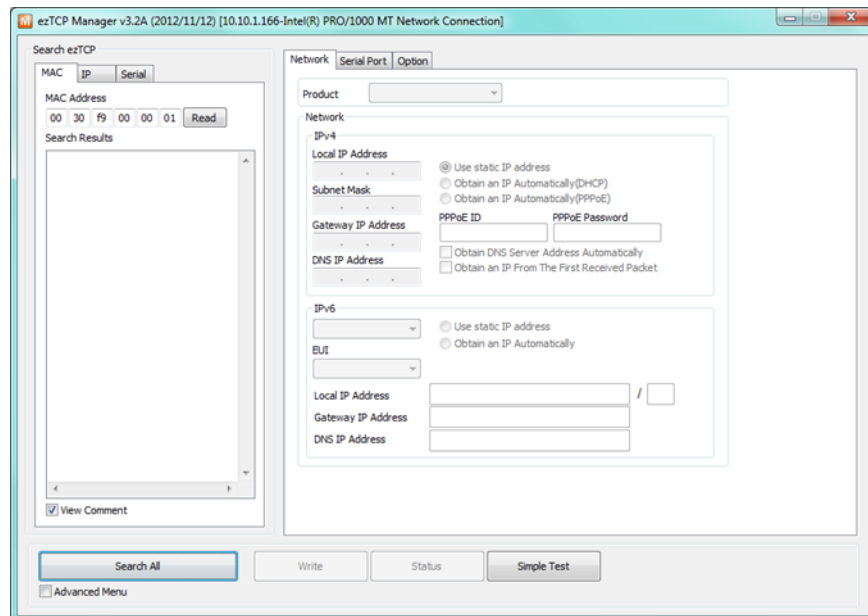 ezTCP Manager v3.2A (2012/11/12) [10.10.1.166-Intel(R) PRO/1000 MT Network Connection]
Search ezTCP
MAC IP Serial
MAC Address
00 30 f9 00 00 01 Read
Search Results
View Comment
Network Serial Port Option
Product
Network
IPv4
Local IP Address
. . .
Use static IP address
Obtain an IP Automatically(DHCP)
Subnet Mask
. . .
Obtain an IP Automatically(PPPoE)
PPPoE ID PPPoE Password
Gateway IP Address
. . .
Obtain DNS Server Address Automatically
DNS IP Address
. . .
Obtain an IP From The First Received Packet
IPv6
Use static IP address
Obtain an IP Automatically
EUI
Local IP Address /
Gateway IP Address
DNS IP Address
Search All Write Status Simple Test
Advanced Menu